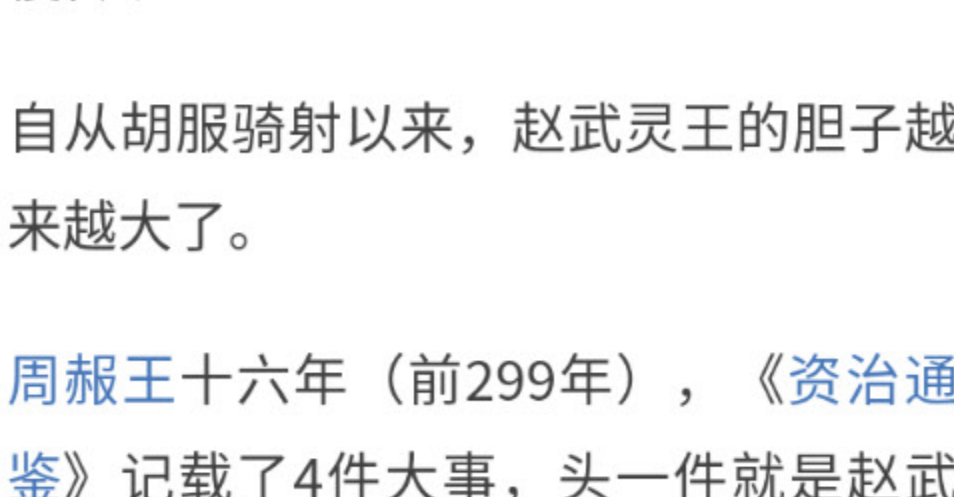 自从胡服骑射以来，赵武灵王的胆子越
来越大了。
周赧王十六年（前299年），《资治通
鉴》记载了4件大事，头一件就是赵武